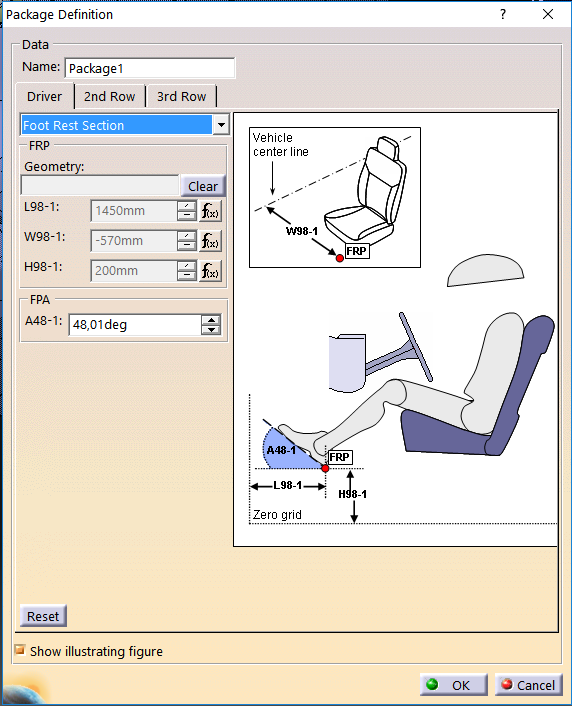 Package Definition
?
Data
Name: Package1
Driver 2nd Row 3rd Row
Foot Rest Section
FRP
Geometry:
Clear
L98-1: 1450mm f(x)
W98-1: -570mm f(x)
H98-1: 200mm f(x)
FPA
A48-1: 48,01deg
Vehicle
center line
W98-1
FRP
A48-1
FRP
L98-1
H98-1
Zero grid
Reset
Show illustrating figure
OK Cancel